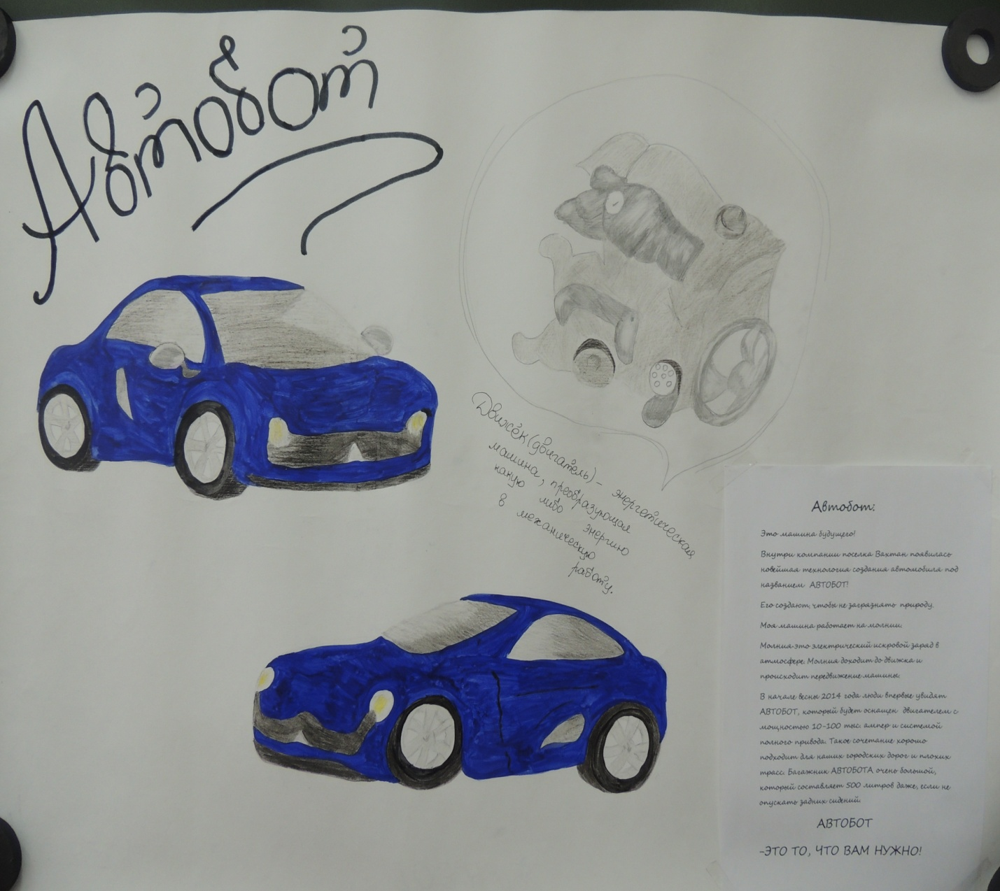 Автобот
Движек (двигатель) - энергетическая
машина, преобразующая
какую либо энергию
в механическую
работу.
Автобот:
Это машина будущего!
Внутри компании поселка Вахтан появилась
новейшая технология создания автомобиля под
названием АВТОБОТ!
Его создают, чтобы не загрязнять природу.
Моя машина работает на молнии.
Молния-это электрический искровой заряд в
атмосфере. Молния доходит до движка и
происходит передвижение машины.
В начале весны 2014 года люди впервые увидят
АВТОБОТ, который будет оснащен двигателем с
мощностью 10-100 тыс. ампер и системой
полного привода. Такое сочетание хорошо
подходит для наших городских дорог и плохих
трасс. Багажник АВТОБОТА очень большой,
который составляет 500 литров даже, если не
опускать задних сидений.
АВТОБОТ
-ЭТО ТО, ЧТО ВАМ НУЖНО!